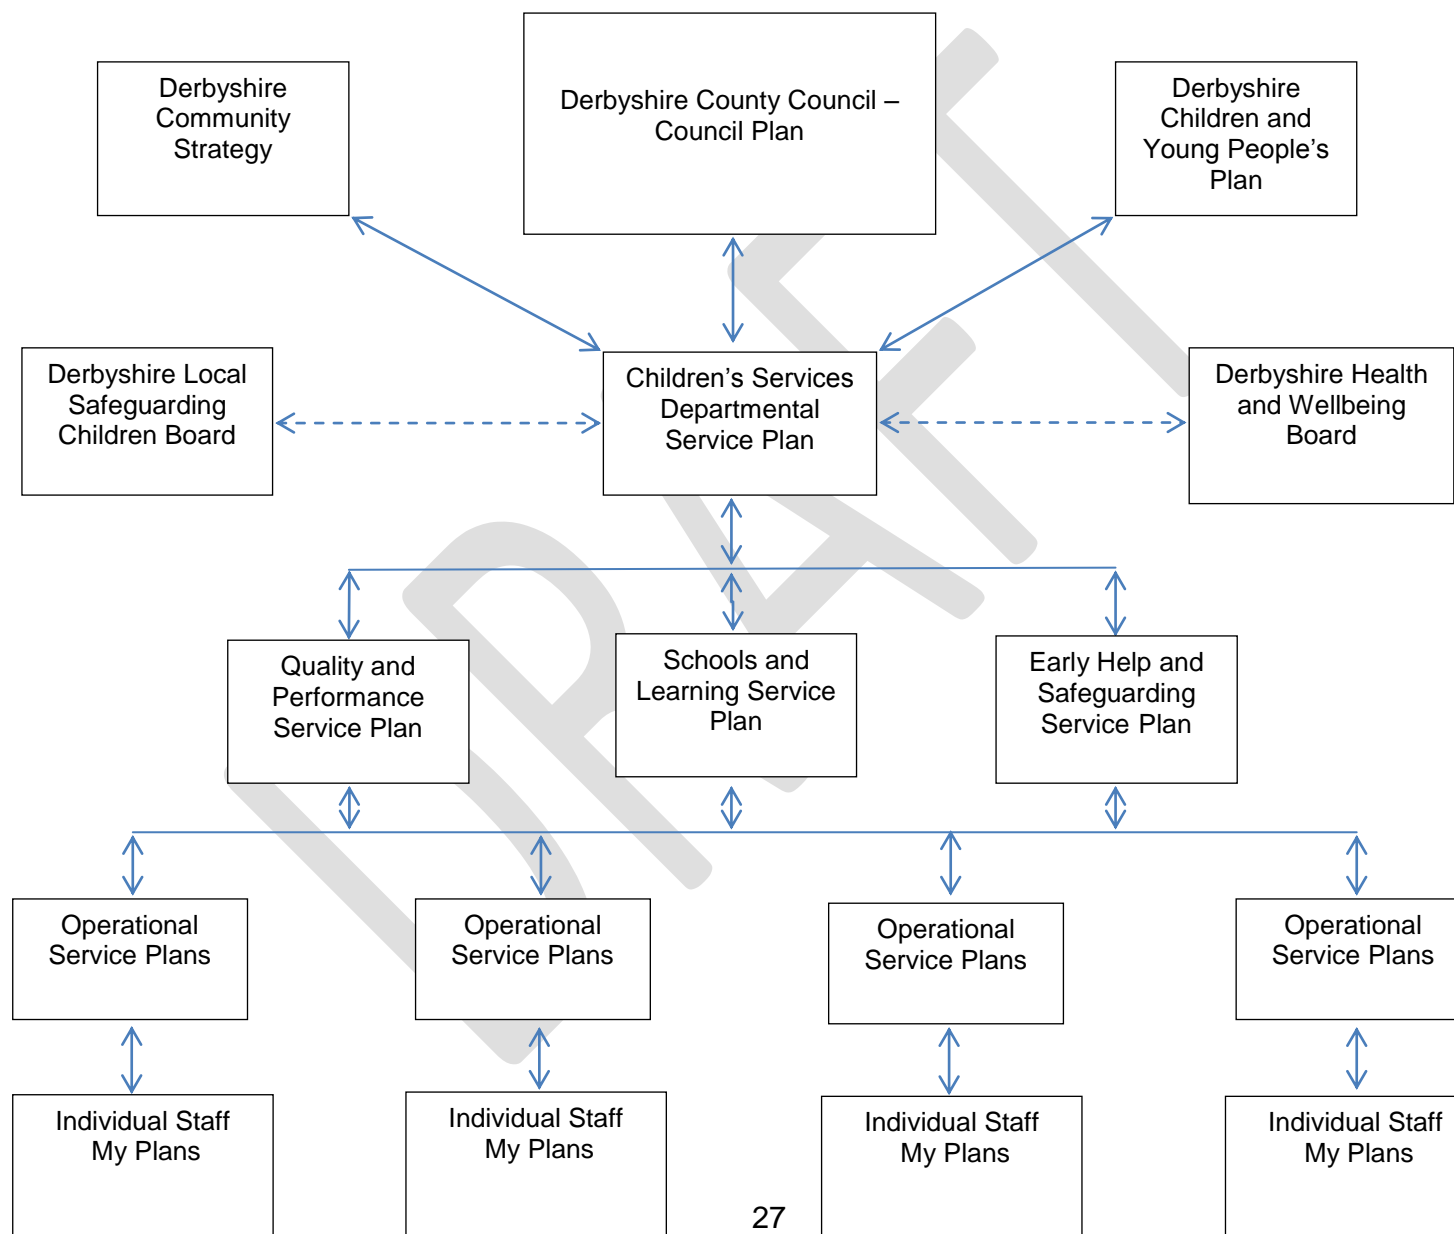 Derbyshire
Community
Strategy
Derbyshire County Council –
Council Plan
Derbyshire
Children and
Young People’s
Plan
Derbyshire Local
Safeguarding
Children Board
Children’s Services
Departmental
Service Plan
Derbyshire Health
and Wellbeing
Board
Quality and
Performance
Service Plan
Schools and
Learning Service
Plan
Early Help and
Safeguarding
Service Plan
Operational
Service Plans
Operational
Service Plans
Operational
Service Plans
Operational
Service Plans
Individual Staff
My Plans
Individual Staff
My Plans
Individual Staff
My Plans
Individual Staff
My Plans
27
DRAFT